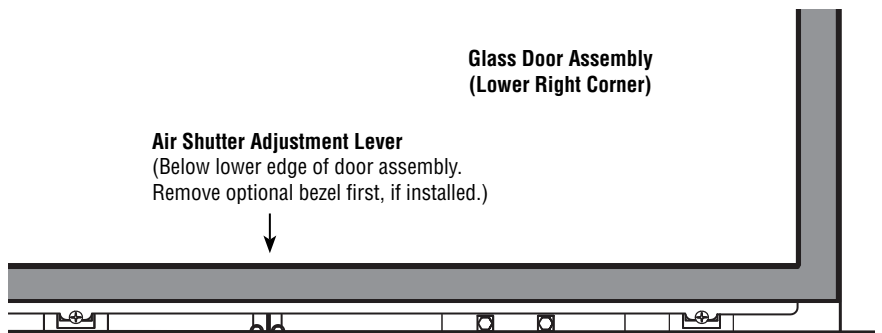 Glass Door Assembly
(Lower Right Corner)
Air Shutter Adjustment Lever
(Below lower edge of door assembly.
Remove optional bezel first, if installed.)